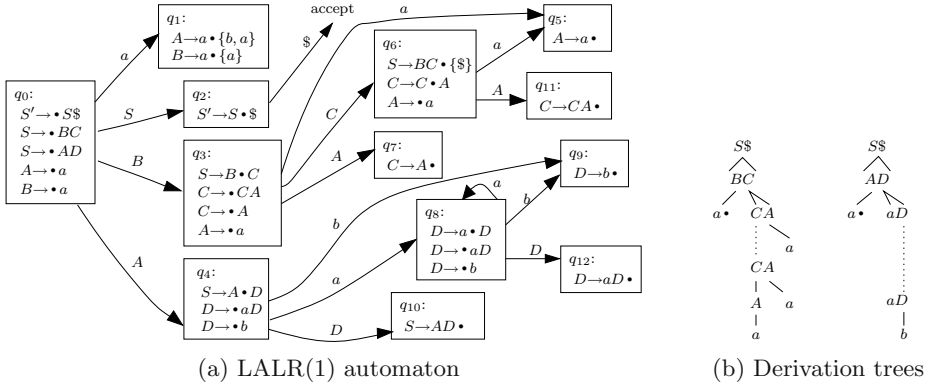 accept
q₁:
A→a•{b, a}
B→a•{a}
q₀:
S′→•S$
S→•BC
S→•AD
A→•a
B→•a
q₂:
S′→S•$
q₃:
S→B•C
C→•CA
C→•A
A→•a
q₄:
S→A•D
D→•aD
D→•b
q₆:
S→BC•{$}
C→C•A
A→•a
q₇:
C→A•
q₈:
D→a•D
D→•aD
D→•b
q₁₀:
S→AD•
q₅:
A→a•
q₁₁:
C→CA•
q₉:
D→b•
q₁₂:
D→aD•
a
S
B
A
$
a
C
A
b
a
D
a
A
a
b
D
(a) LALR(1) automaton
S$
BC
a• CA
a
CA
A a
a
S$
AD
a• aD
aD
b
(b) Derivation trees